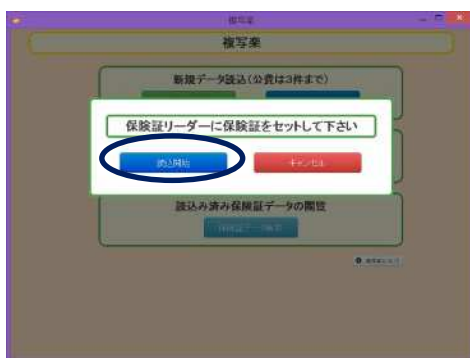 複写楽
複写楽
新規データ読込(公費は3件まで)
保険証リーダーに保険証をセットして下さい
読込開始
キャンセル
読込み済み保険証データの閲覧